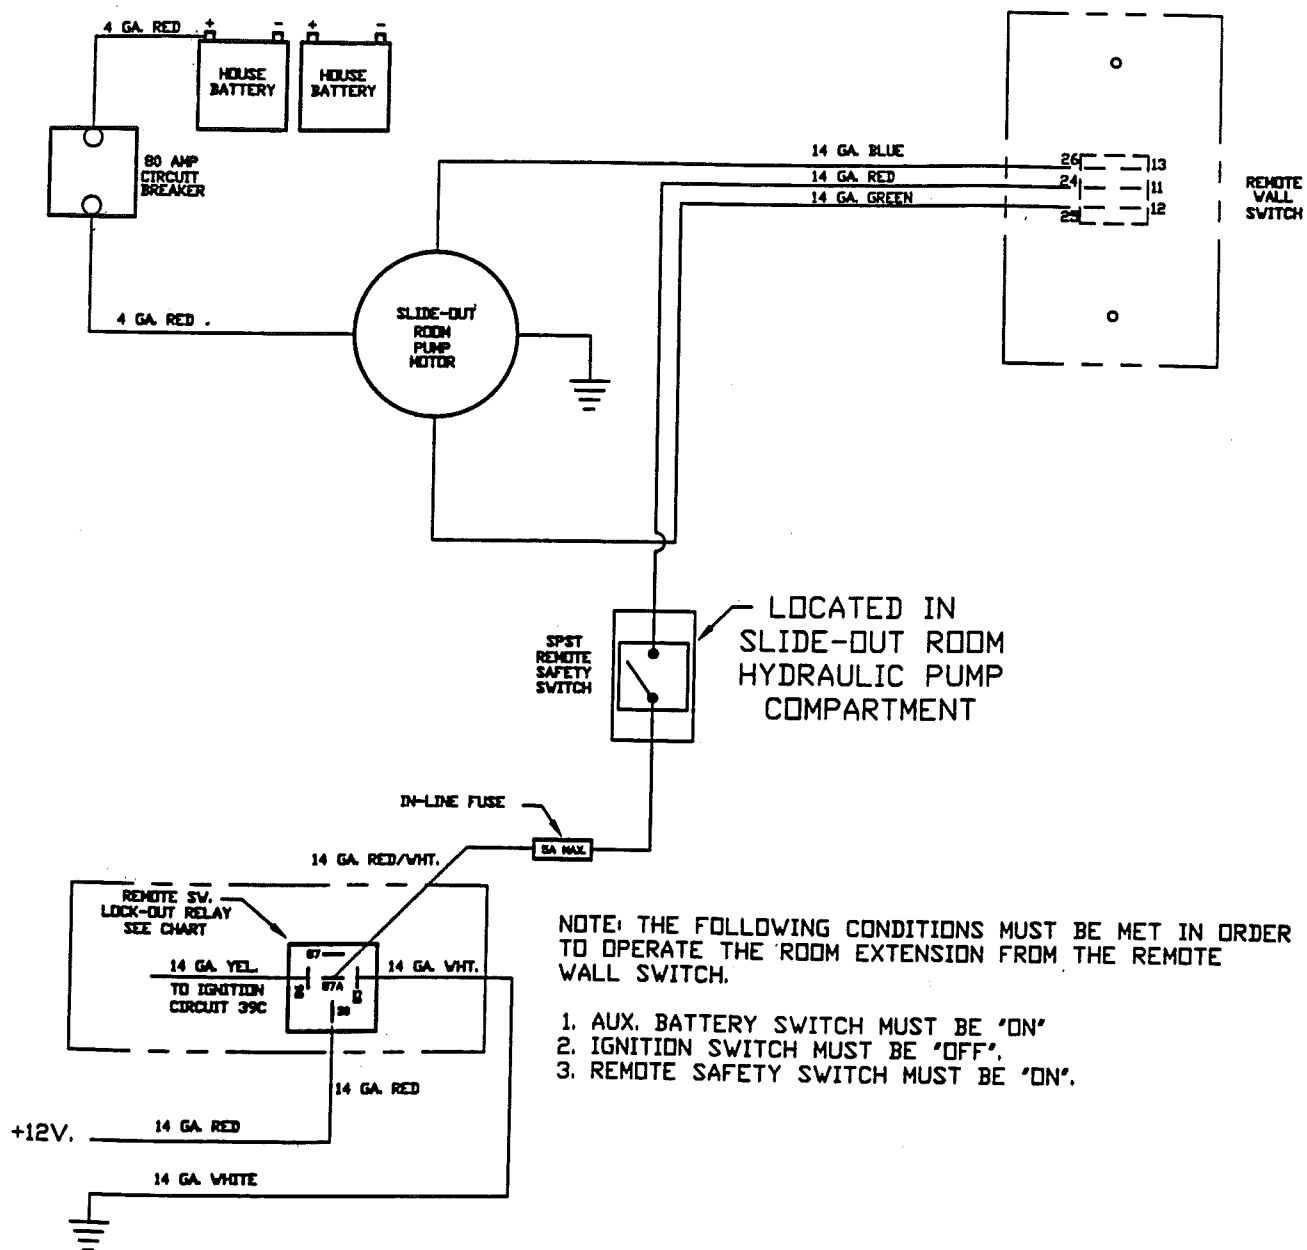 4 GA. RED
+ - + -
HOUSE
BATTERY
HOUSE
BATTERY
80 AMP
CIRCUIT
BREAKER
14 GA. BLUE
14 GA. RED
14 GA. GREEN
26 13
24 11
25 12
REMOTE
WALL
SWITCH
4 GA. RED .
SLIDE-OUT
ROOM
PUMP
MOTOR
SPST
REMOTE
SAFETY
SWITCH
LOCATED IN
SLIDE-OUT ROOM
HYDRAULIC PUMP
COMPARTMENT
IN-LINE FUSE
5A MAX.
14 GA. RED/WHT.
REMOTE SW.
LOCK-OUT RELAY
SEE CHART
87
14 GA. YEL.
TO IGNITION
CIRCUIT 39C
87A
30
14 GA. WHT.
14 GA. RED
+12V.
14 GA. RED
14 GA. WHITE
NOTE: THE FOLLOWING CONDITIONS MUST BE MET IN ORDER
TO OPERATE THE ROOM EXTENSION FROM THE REMOTE
WALL SWITCH.
1. AUX. BATTERY SWITCH MUST BE "ON"
2. IGNITION SWITCH MUST BE "OFF".
3. REMOTE SAFETY SWITCH MUST BE "ON".